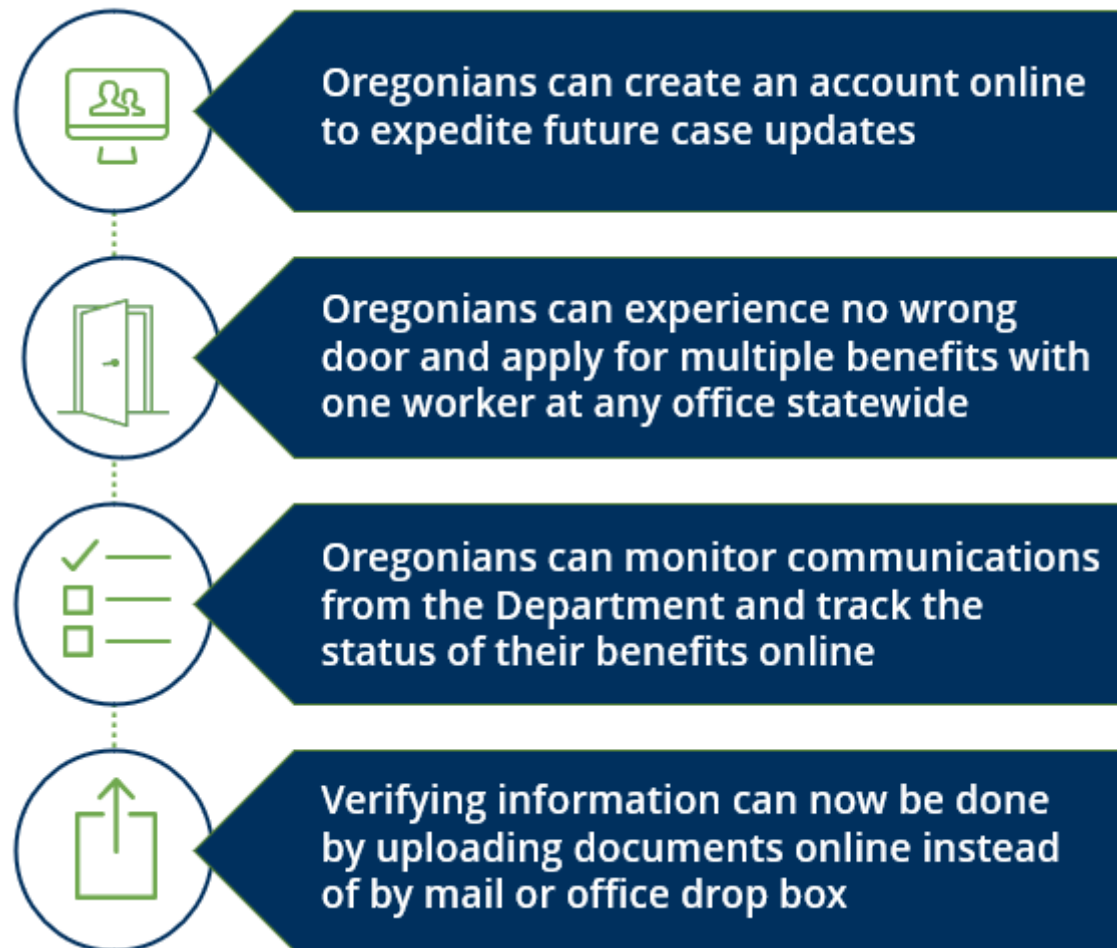 Oregonians can create an account online
to expedite future case updates
Oregonians can experience no wrong
door and apply for multiple benefits with
one worker at any office statewide
Oregonians can monitor communications
from the Department and track the
status of their benefits online
Verifying information can now be done
by uploading documents online instead
of by mail or office drop box